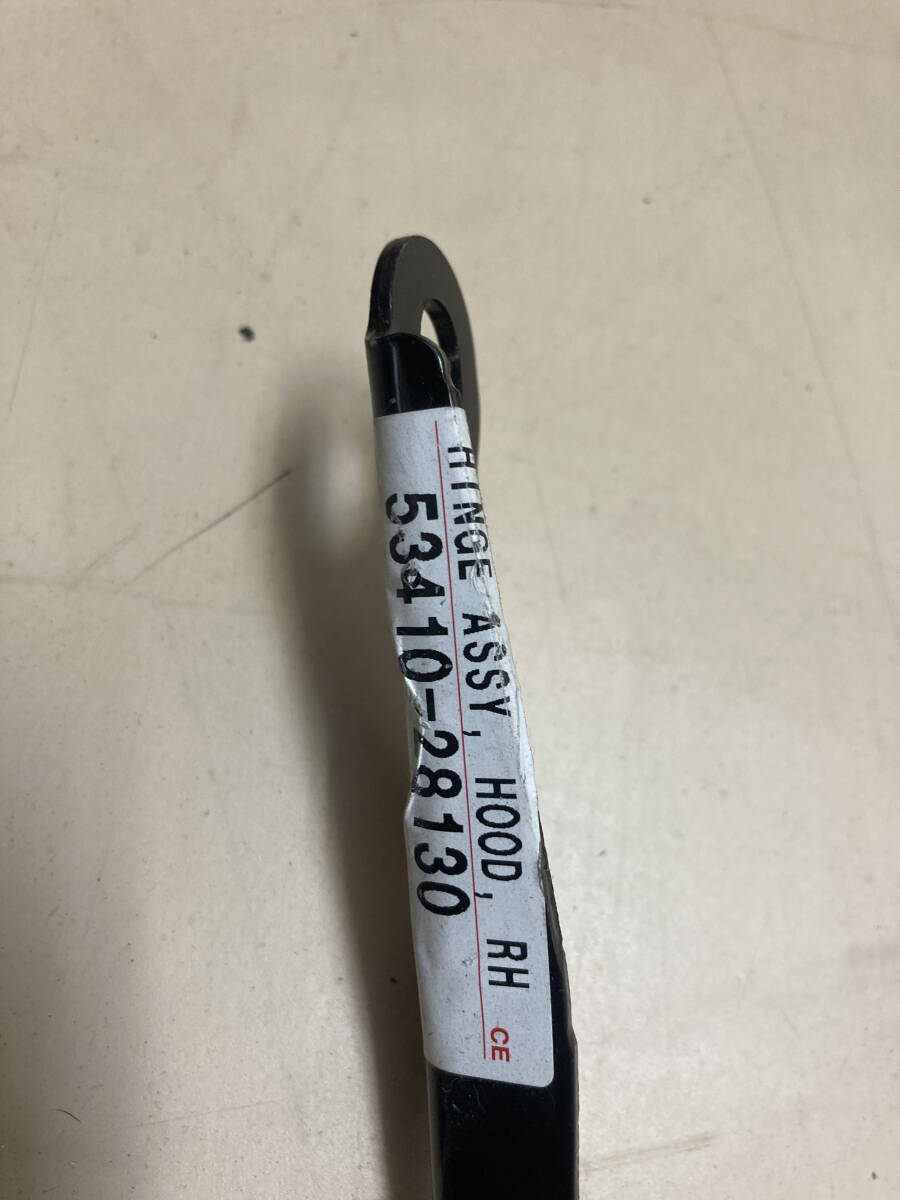 HINGE ASSY, HOOD, RH
53410-28130
CE